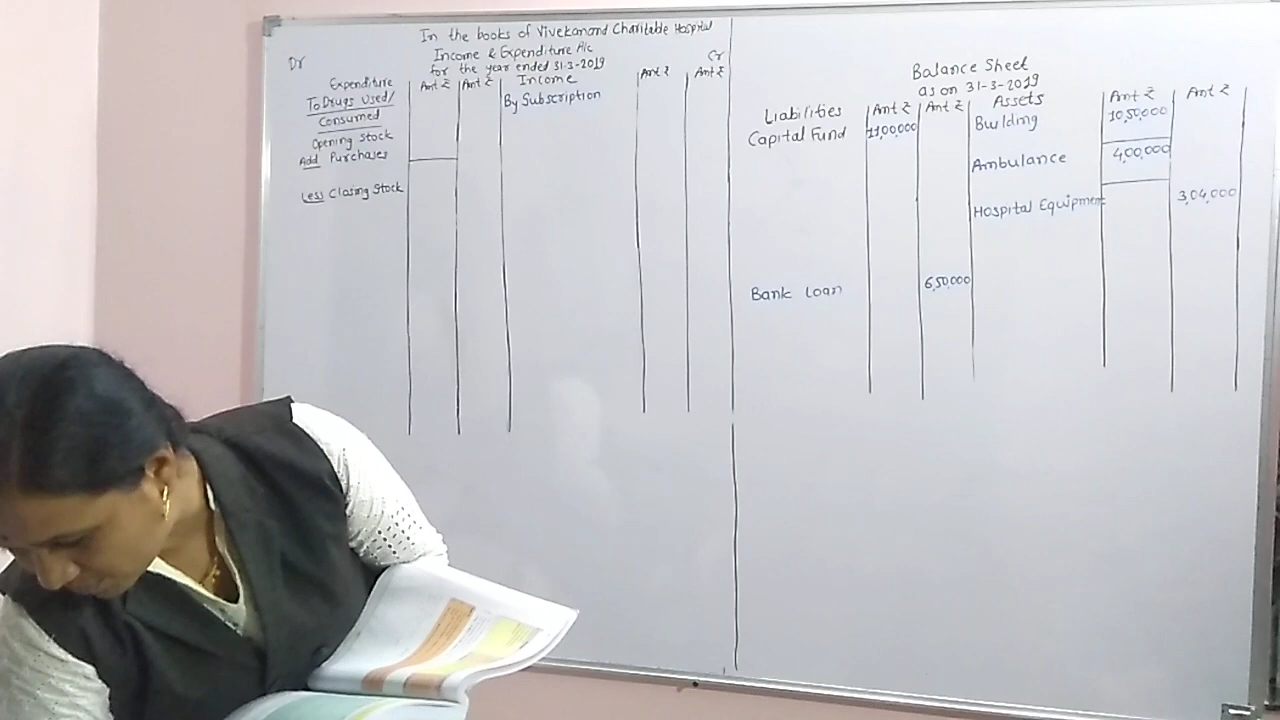 In the books of Vivekanand Charitable Hospital
Income & Expenditure A/c
for the year ended 31-3-2019
Dr
Cr
Expenditure
Amt ₹
Amt ₹
Income
Amt ₹
Amt ₹
To Drugs Used/
Consumed
Opening Stock
Add Purchases
Less Closing Stock
By Subscription
Balance Sheet
as on 31-3-2019
Liabilities
Amt ₹
Amt ₹
Assets
Amt ₹
Amt ₹
Capital Fund
11,00,000
Bank Loan
6,50,000
Building
10,50,000
Ambulance
4,00,000
Hospital Equipment
3,04,000